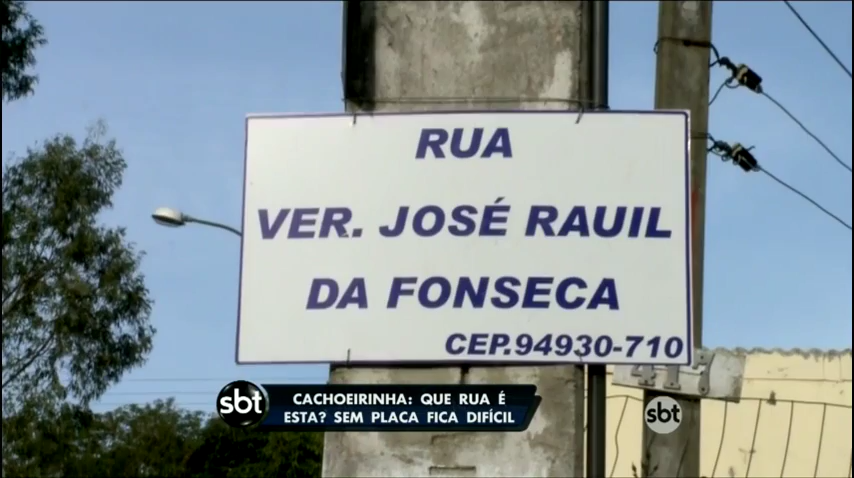 RUA
VER. JOSÉ RAUIL
DA FONSECA
CEP.94930-710
417
sbt
CACHOEIRINHA: QUE RUA É
ESTA? SEM PLACA FICA DIFÍCIL
sbt